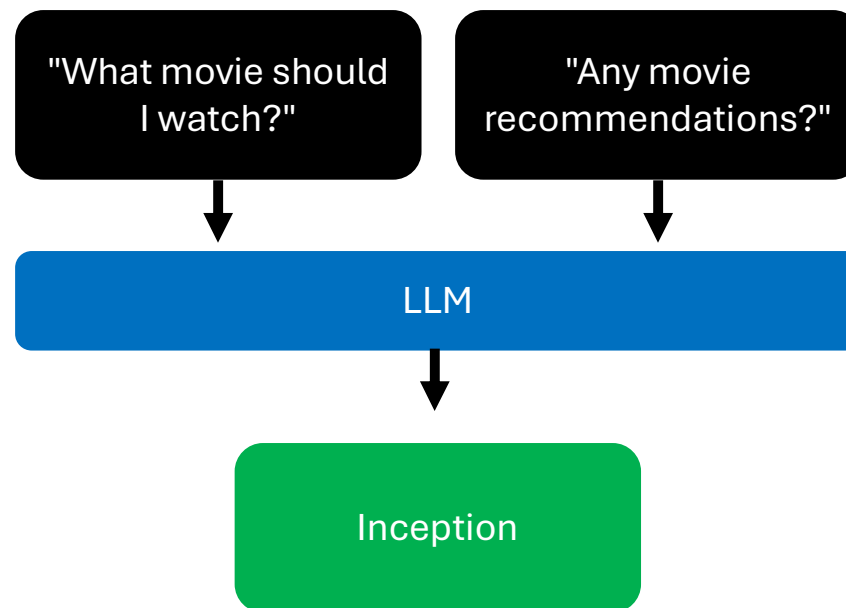 "What movie should
I watch?"
"Any movie
recommendations?"
LLM
Inception